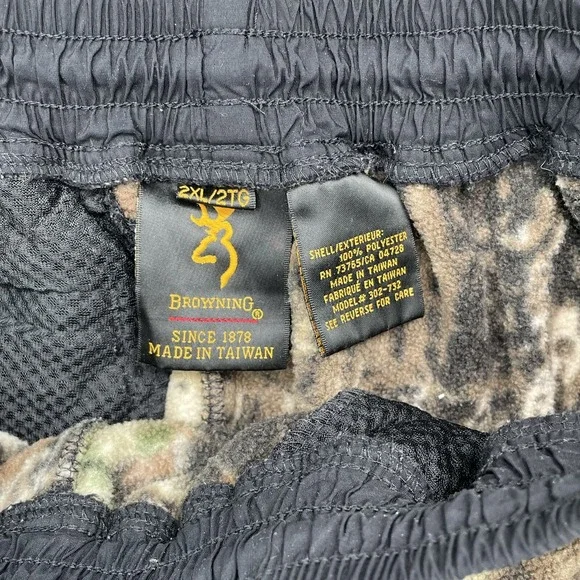 2XL/2TG
BROWNING®
SINCE 1878
MADE IN TAIWAN
SHELL/EXTERIEUR:
100% POLYESTER
RN 73765/CA 04728
MADE IN TAIWAN
FABRIQUÉ EN TAIWAN
MODEL# 302-732
SEE REVERSE FOR CARE